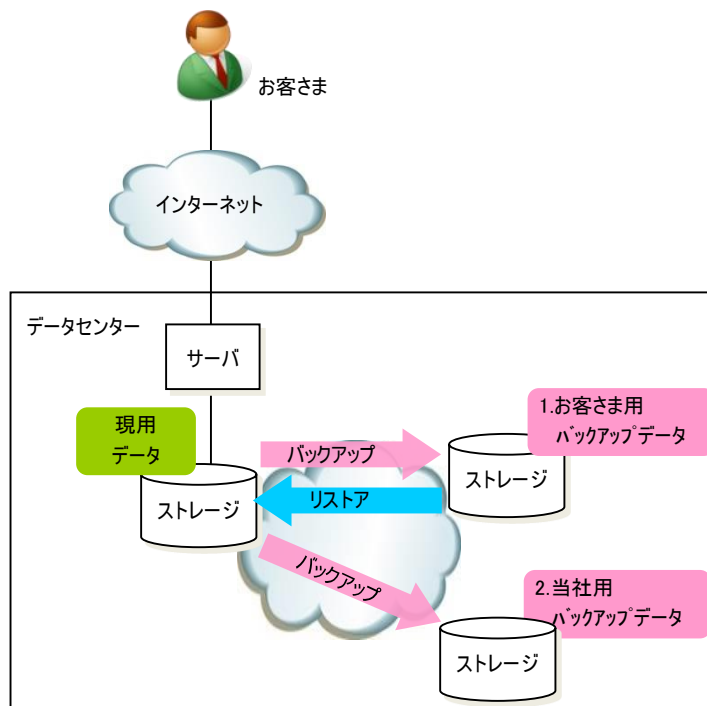 お客さま
インターネット
データセンター
サーバ
現用
データ
ストレージ
バックアップ
リストア
バックアップ
1.お客さま用
バックアップデータ
ストレージ
2.当社用
バックアップデータ
ストレージ